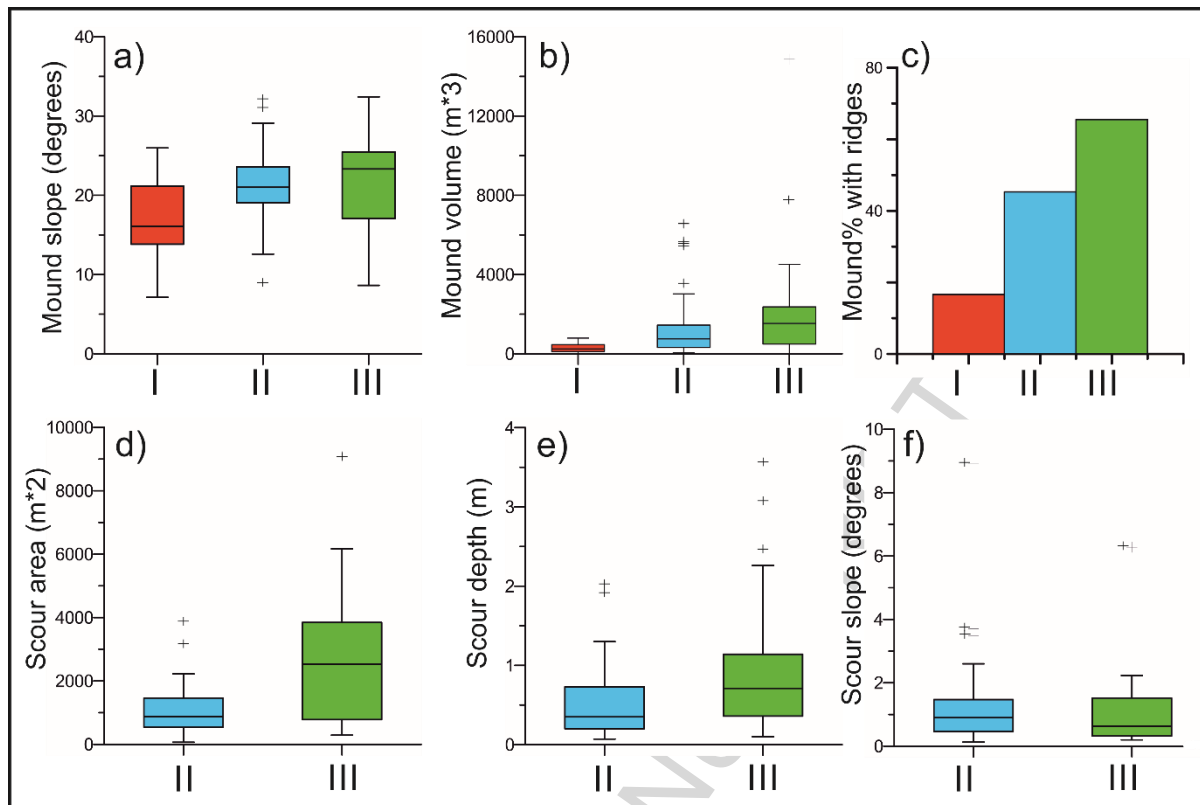 a)
Mound slope (degrees)
40
30
20
10
0
I II III
b)
Mound volume (m*3)
16000
12000
8000
4000
0
I II III
c)
Mound% with ridges
80
40
0
I II III
d)
Scour area (m*2)
10000
8000
6000
4000
2000
0
II III
e)
Scour depth (m)
4
3
2
1
0
II III
f)
Scour slope (degrees)
10
8
6
4
2
0
II III